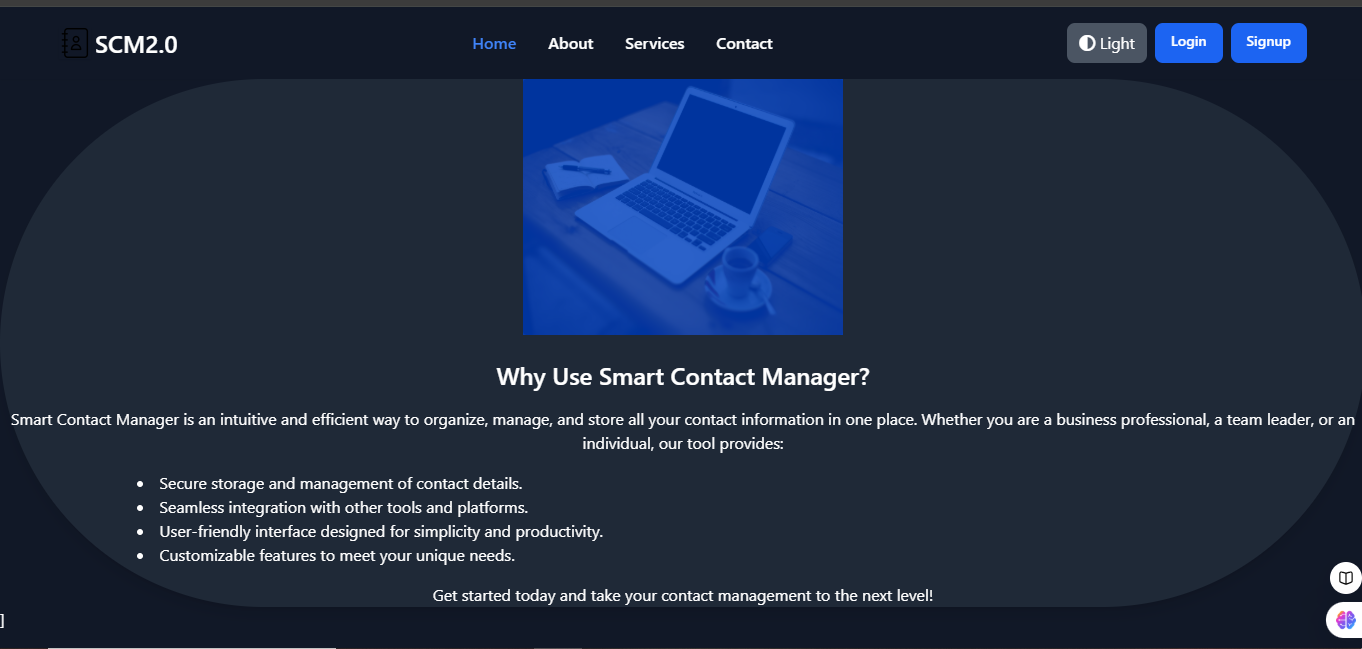 SCM2.0
Home About Services Contact
Light Login Signup
Why Use Smart Contact Manager?
Smart Contact Manager is an intuitive and efficient way to organize, manage, and store all your contact information in one place. Whether you are a business professional, a team leader, or an
individual, our tool provides:
• Secure storage and management of contact details.
• Seamless integration with other tools and platforms.
• User-friendly interface designed for simplicity and productivity.
• Customizable features to meet your unique needs.
Get started today and take your contact management to the next level!
]